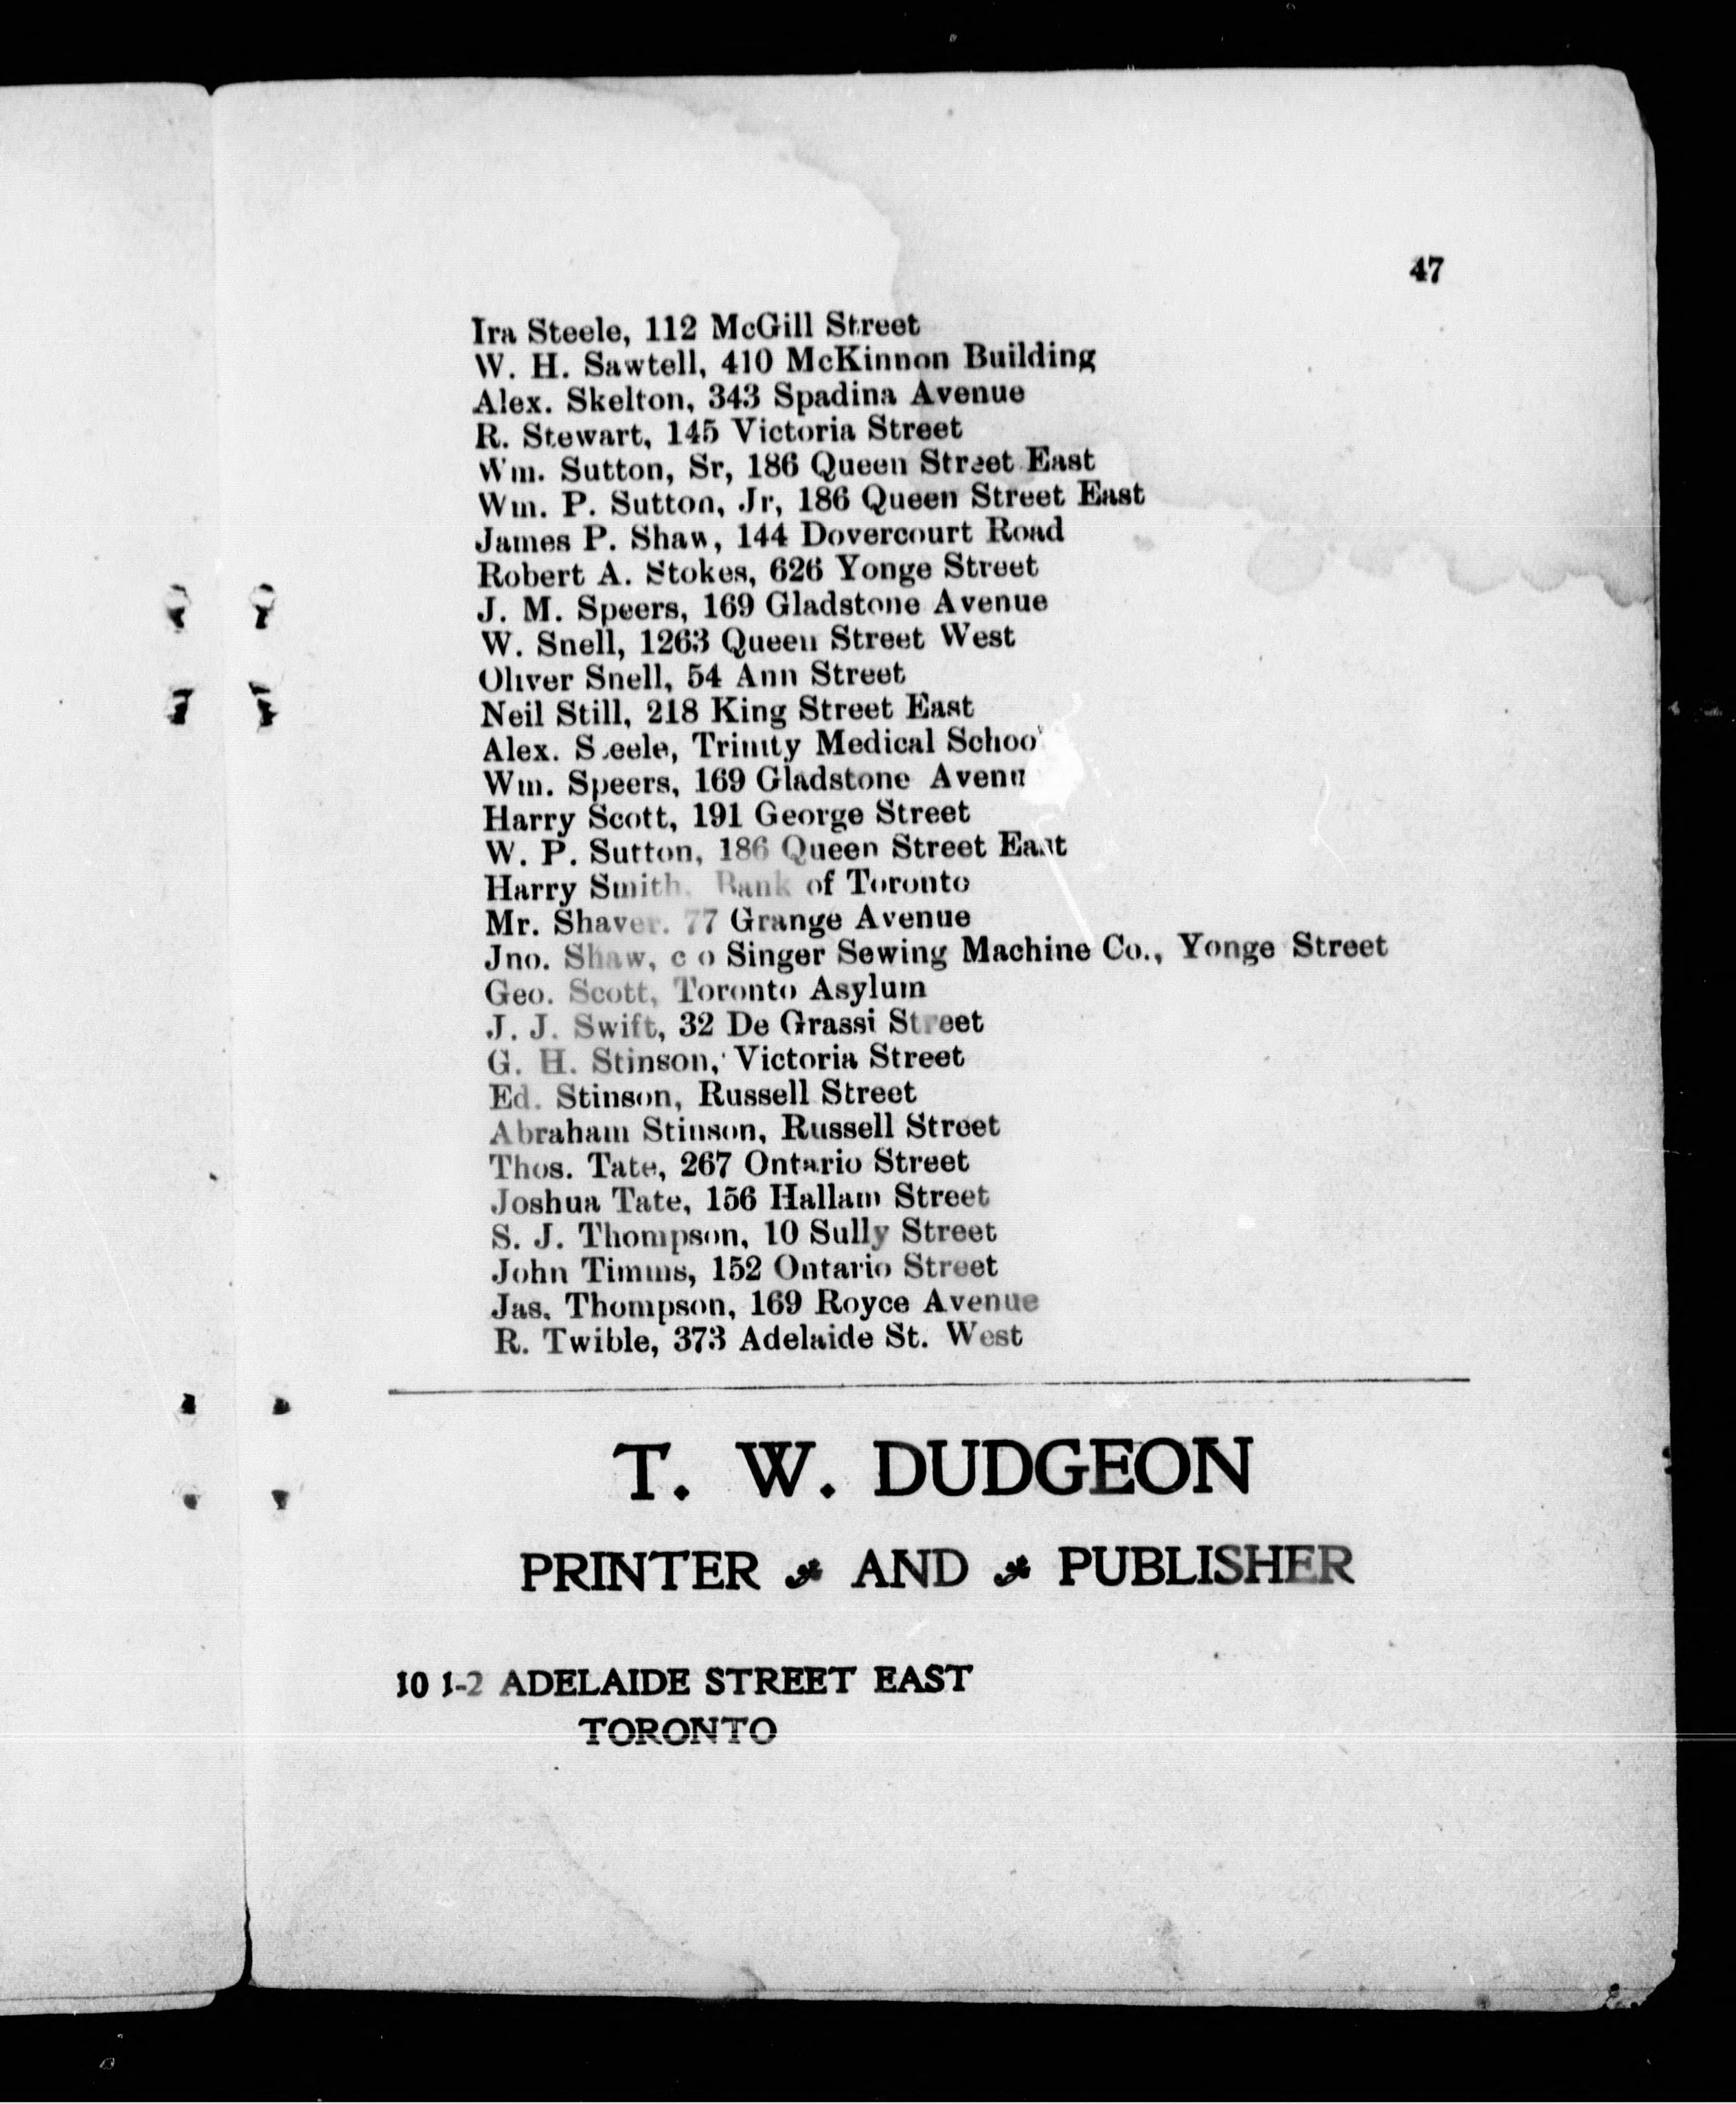 47
Ira Steele, 112 McGill Street
W. H. Sawtell, 410 McKinnon Building
Alex. Skelton, 343 Spadina Avenue
R. Stewart, 145 Victoria Street
Wm. Sutton, Sr, 186 Queen Street East
Wm. P. Sutton, Jr, 186 Queen Street East
James P. Shaw, 144 Dovercourt Road
Robert A. Stokes, 626 Yonge Street
J. M. Speers, 169 Gladstone Avenue
W. Snell, 1263 Queen Street West
Oliver Snell, 54 Ann Street
Neil Still, 218 King Street East
Alex. Steele, Trinity Medical School
Wm. Speers, 169 Gladstone Avenu
Harry Scott, 191 George Street
W. P. Sutton, 186 Queen Street East
Harry Smith, Bank of Toronto
Mr. Shaver. 77 Grange Avenue
Jno. Shaw, c o Singer Sewing Machine Co., Yonge Street
Geo. Scott, Toronto Asylum
J. J. Swift, 32 De Grassi Street
G. H. Stinson, Victoria Street
Ed. Stinson, Russell Street
Abraham Stinson, Russell Street
Thos. Tate, 267 Ontario Street
Joshua Tate, 156 Hallam Street
S. J. Thompson, 10 Sully Street
John Timms, 152 Ontario Street
Jas. Thompson, 169 Royce Avenue
R. Twible, 373 Adelaide St. West
T. W. DUDGEON
PRINTER AND PUBLISHER
10 1-2 ADELAIDE STREET EAST
TORONTO